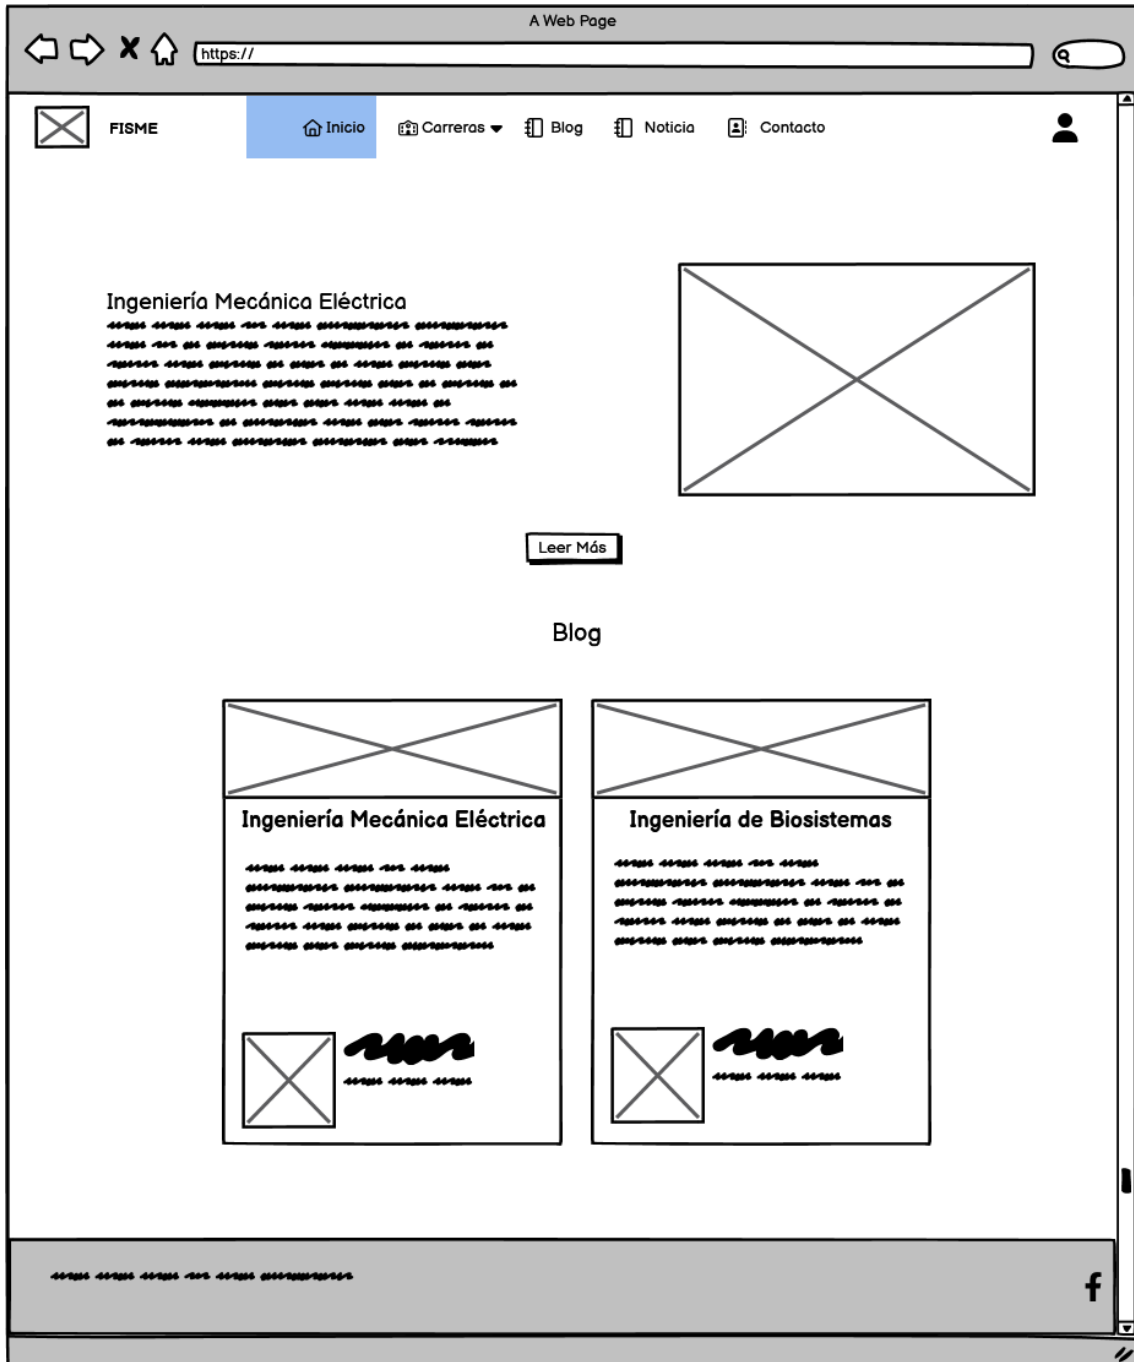 A Web Page
https://
FISME Inicio Carreras Blog Noticia Contacto
Ingeniería Mecánica Eléctrica
Leer Más
Blog
Ingeniería Mecánica Eléctrica
Ingeniería de Biosistemas